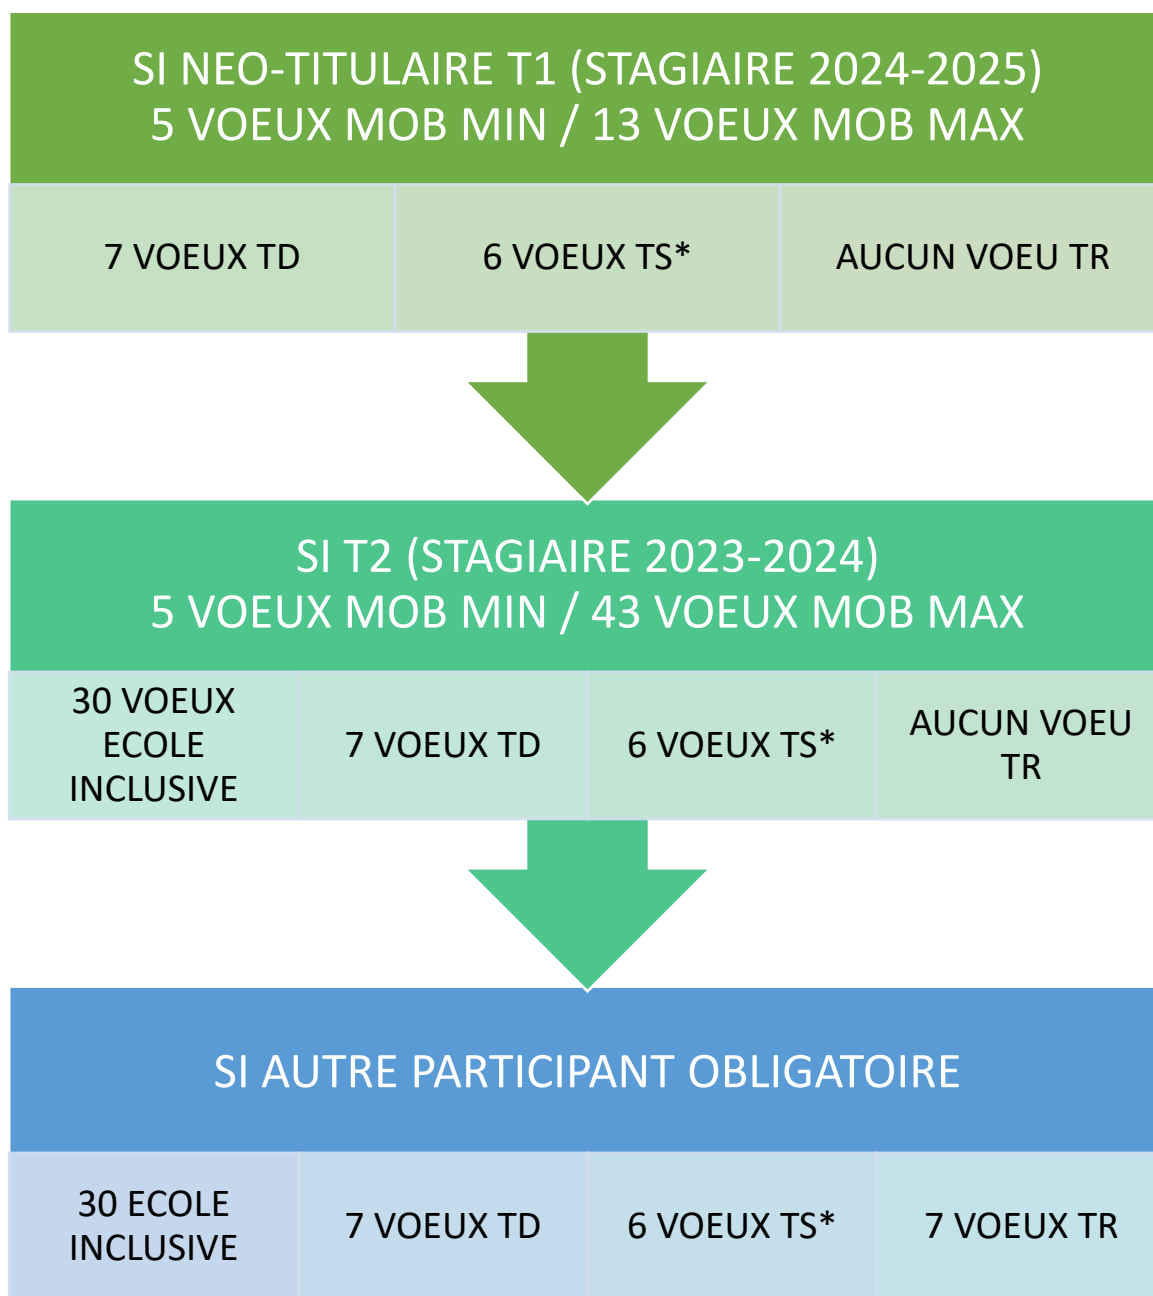 SI NEO-TITULAIRE T1 (STAGIAIRE 2024-2025)
5 VOEUX MOB MIN / 13 VOEUX MOB MAX
7 VOEUX TD
6 VOEUX TS*
AUCUN VOEU TR
SI T2 (STAGIAIRE 2023-2024)
5 VOEUX MOB MIN / 43 VOEUX MOB MAX
30 VOEUX
ECOLE
INCLUSIVE
7 VOEUX TD
6 VOEUX TS*
AUCUN VOEU
TR
SI AUTRE PARTICIPANT OBLIGATOIRE
30 ECOLE
INCLUSIVE
7 VOEUX TD
6 VOEUX TS*
7 VOEUX TR